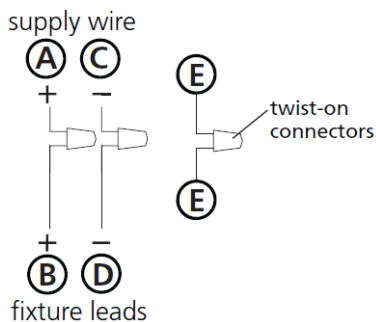 supply wire
A C E
+ −
twist-on
connectors
E
+ −
B D
fixture leads